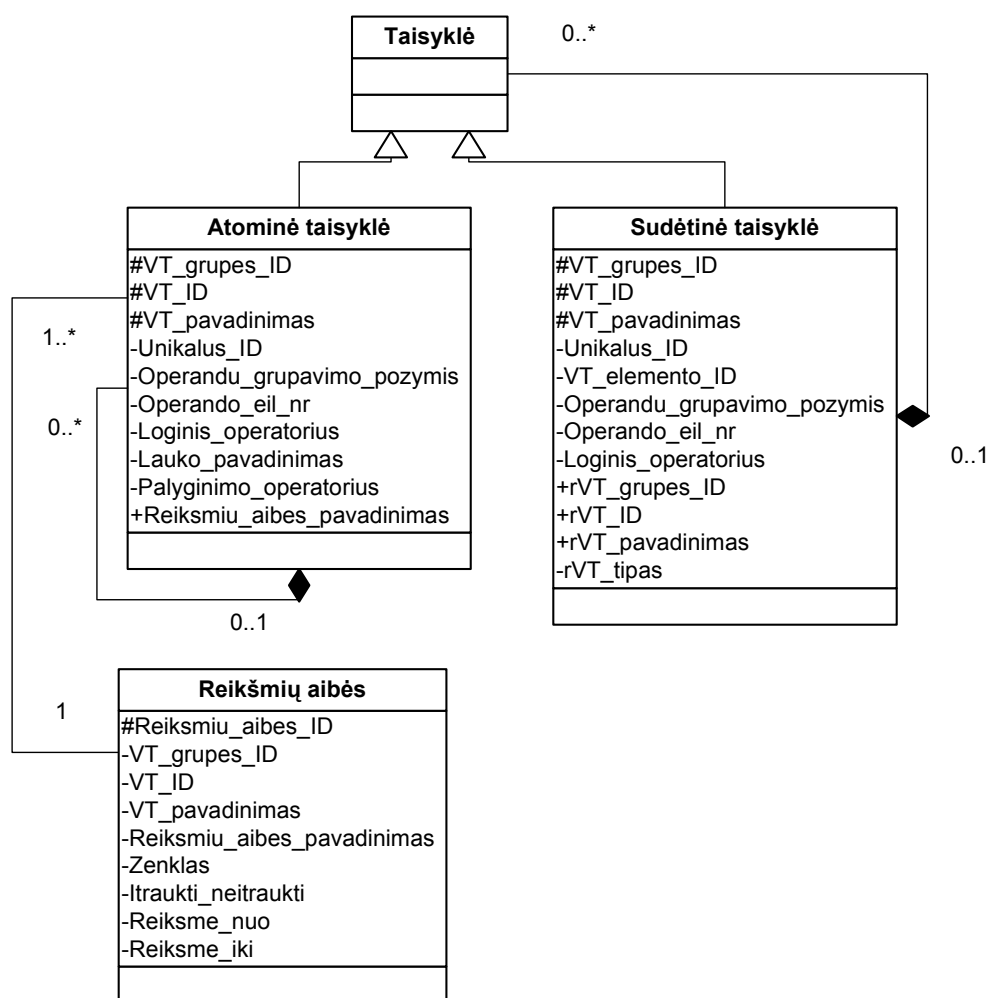 Taisyklė
0..*
Atominė taisyklė
#VT_grupes_ID
#VT_ID
#VT_pavadinimas
-Unikalus_ID
-Operandu_grupavimo_pozymis
-Operando_eil_nr
-Loginis_operatorius
-Lauko_pavadinimas
-Palyginimo_operatorius
+Reiksmiu_aibes_pavadinimas
1..*
0..*
0..1
Sudėtinė taisyklė
#VT_grupes_ID
#VT_ID
#VT_pavadinimas
-Unikalus_ID
-VT_elemento_ID
-Operandu_grupavimo_pozymis
-Operando_eil_nr
-Loginis_operatorius
+rVT_grupes_ID
+rVT_ID
+rVT_pavadinimas
-rVT_tipas
0..1
1
Reikšmių aibės
#Reiksmiu_aibes_ID
-VT_grupes_ID
-VT_ID
-VT_pavadinimas
-Reiksmiu_aibes_pavadinimas
-Zenklas
-Itraukti_neitraukti
-Reiksme_nuo
-Reiksme_iki